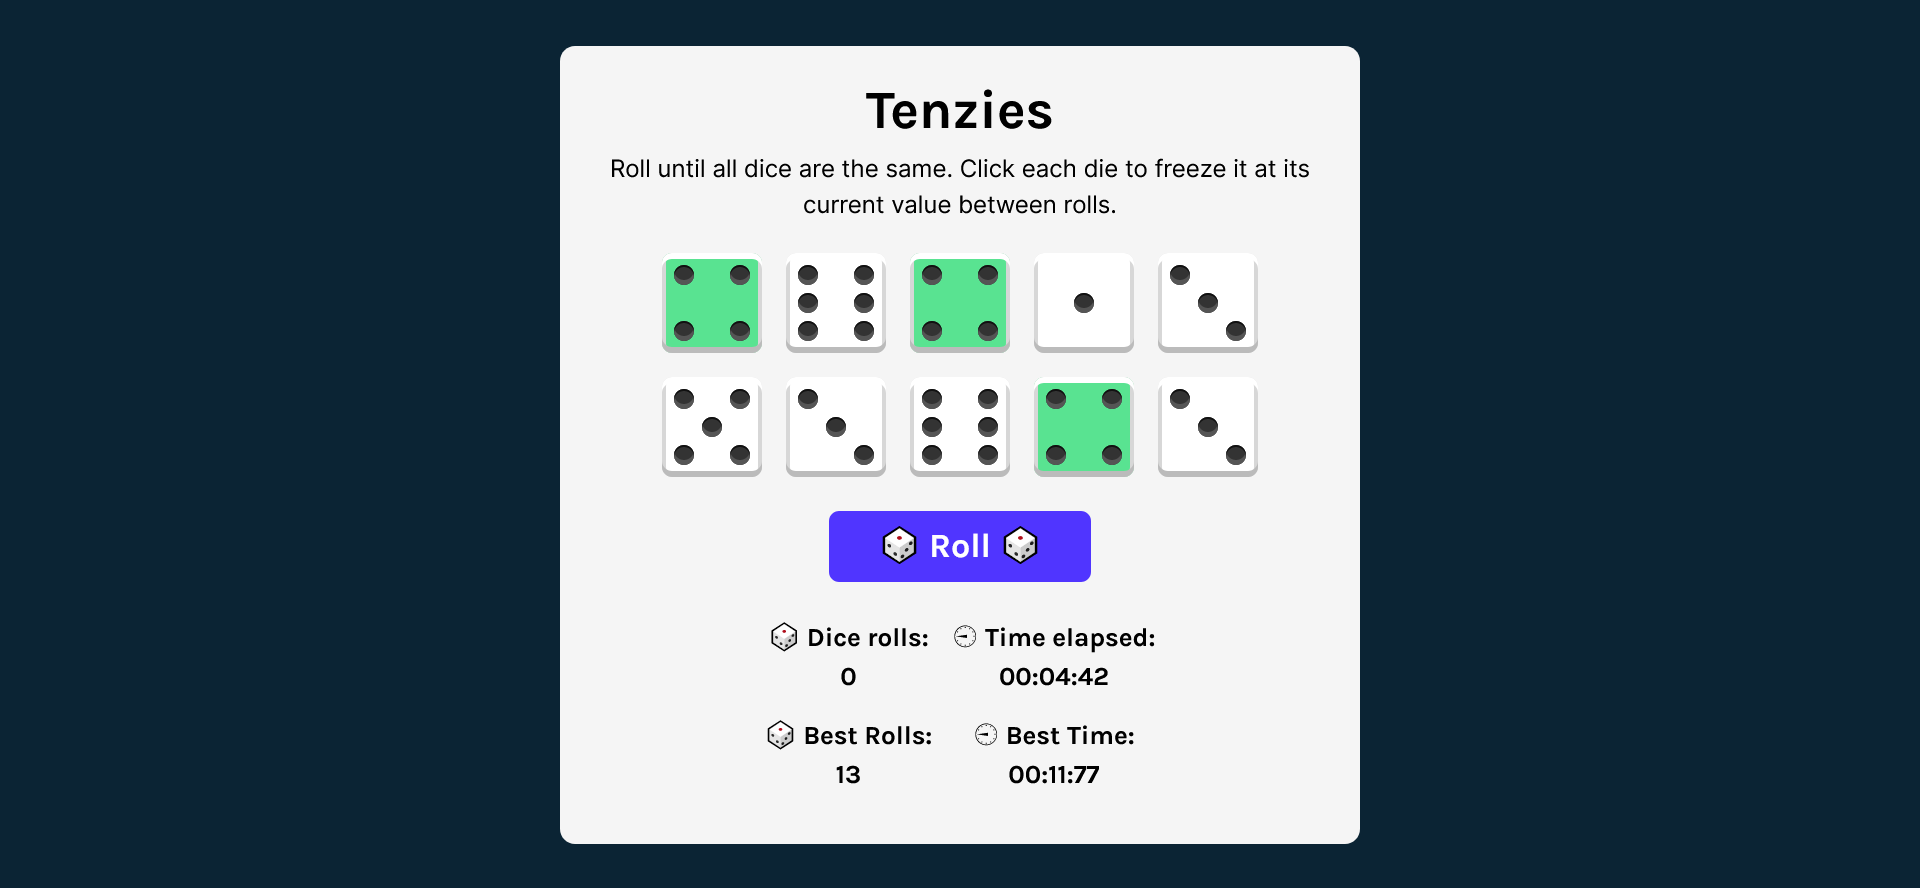 Tenzies
Roll until all dice are the same. Click each die to freeze it at its
current value between rolls.
Roll
Dice rolls:
0
Time elapsed:
00:04:42
Best Rolls:
13
Best Time:
00:11:77